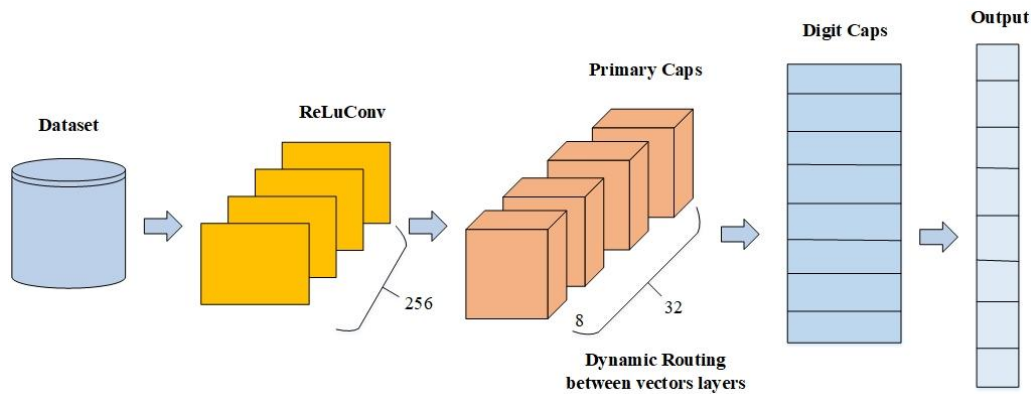 Dataset
ReLuConv
256
Primary Caps
8
32
Dynamic Routing
between vectors layers
Digit Caps
Output